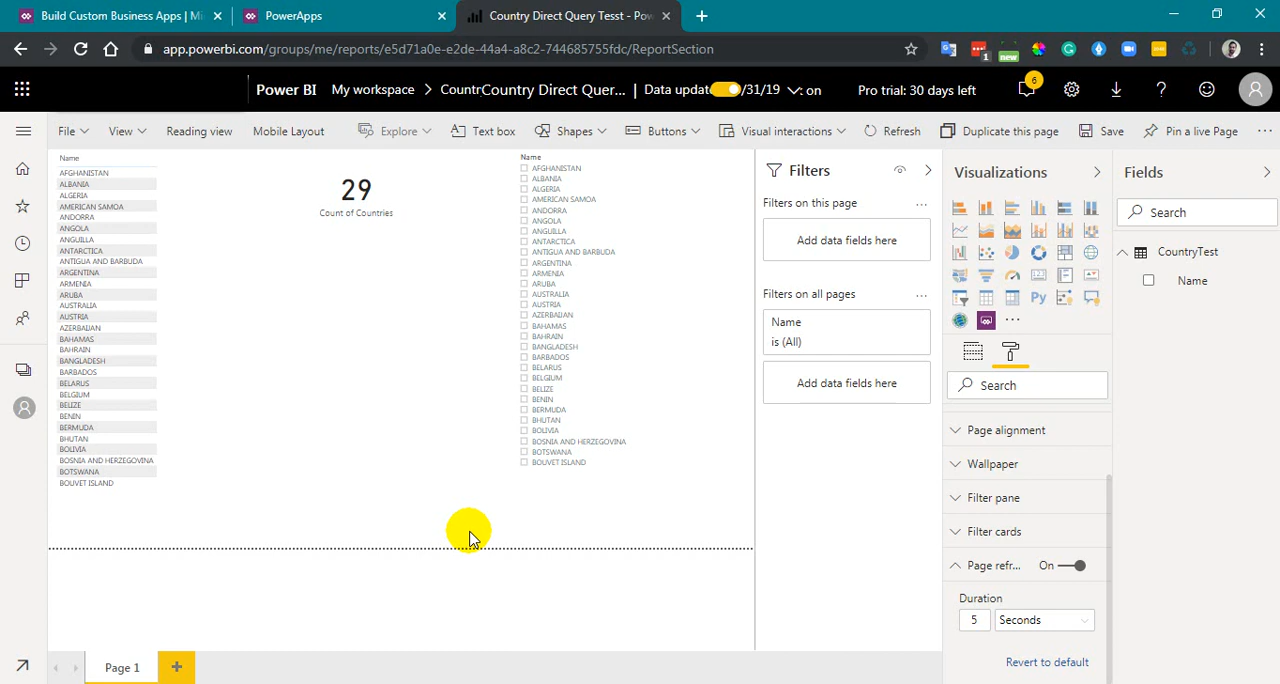 Build Custom Business Apps | Mi
PowerApps
Country Direct Query Tesst - Pow
app.powerbi.com/groups/me/reports/e5d71a0e-e2de-44a4-a8c2-744685755fdc/ReportSection
1
new
Power BI
My workspace
CountrCountry Direct Quer...
Data updat
/31/19
: on
Pro trial: 30 days left
6
File
View
Reading view
Mobile Layout
Explore
Text box
Shapes
Buttons
Visual interactions
Refresh
Duplicate this page
Save
Pin a live Page
...
Name
AFGHANISTAN
ALBANIA
ALGERIA
AMERICAN SAMOA
ANDORRA
ANGOLA
ANGUILLA
ANTARCTICA
ANTIGUA AND BARBUDA
ARGENTINA
ARMENIA
ARUBA
AUSTRALIA
AUSTRIA
AZERBAIJAN
BAHAMAS
BAHRAIN
BANGLADESH
BARBADOS
BELARUS
BELGIUM
BELIZE
BENIN
BERMUDA
BHUTAN
BOLIVIA
BOSNIA AND HERZEGOVINA
BOTSWANA
BOUVET ISLAND
29
Count of Countries
Name
AFGHANISTAN
ALBANIA
ALGERIA
AMERICAN SAMOA
ANDORRA
ANGOLA
ANGUILLA
ANTARCTICA
ANTIGUA AND BARBUDA
ARGENTINA
ARMENIA
ARUBA
AUSTRALIA
AUSTRIA
AZERBAIJAN
BAHAMAS
BAHRAIN
BANGLADESH
BARBADOS
BELARUS
BELGIUM
BELIZE
BENIN
BERMUDA
BHUTAN
BOLIVIA
BOSNIA AND HERZEGOVINA
BOTSWANA
BOUVET ISLAND
Filters
Filters on this page
...
Add data fields here
Filters on all pages
...
Name
is (All)
Add data fields here
Visualizations
Py
...
Search
Page alignment
Wallpaper
Filter pane
Filter cards
Page refr...
On
Duration
5
Seconds
Revert to default
Fields
Search
CountryTest
Name
Page 1
+